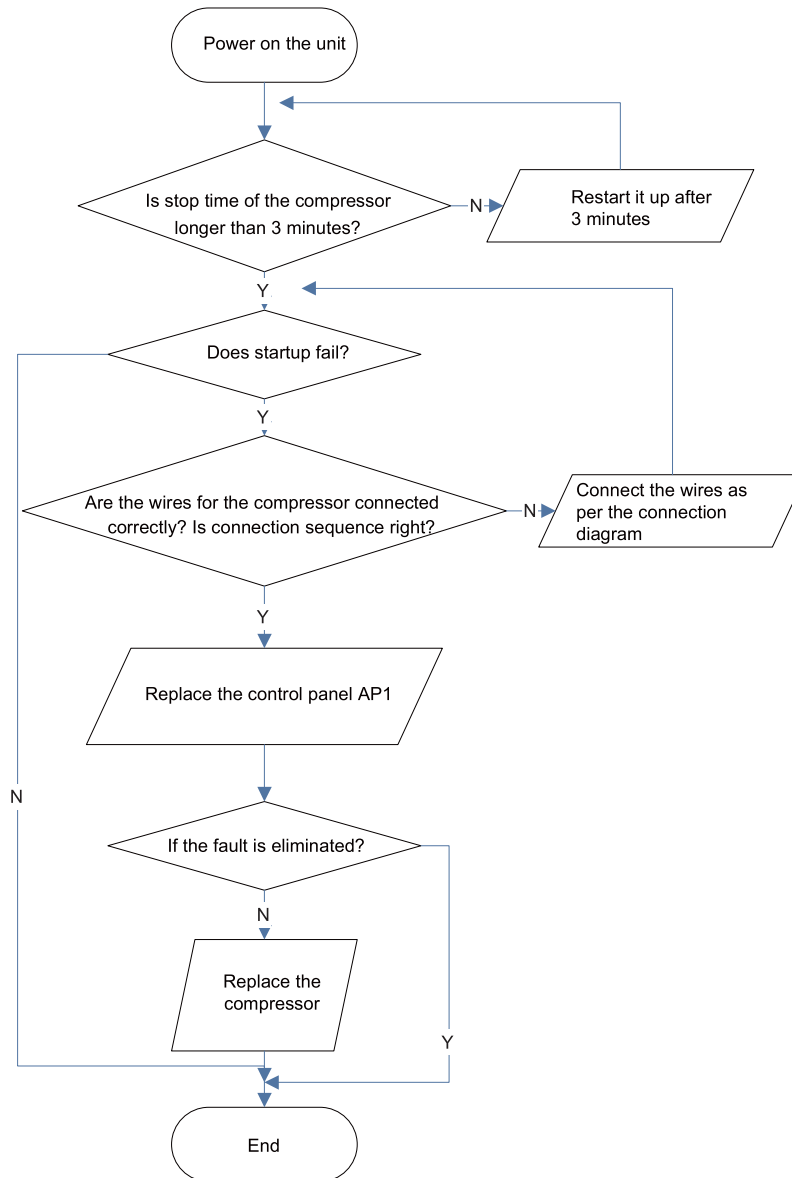 Power on the unit
Is stop time of the compressor
longer than 3 minutes?
N
Restart it up after
3 minutes
Y
Does startup fail?
Y
Are the wires for the compressor connected
correctly? Is connection sequence right?
N
Connect the wires as
per the connection
diagram
Y
Replace the control panel AP1
N
If the fault is eliminated?
N
Replace the
compressor
Y
End